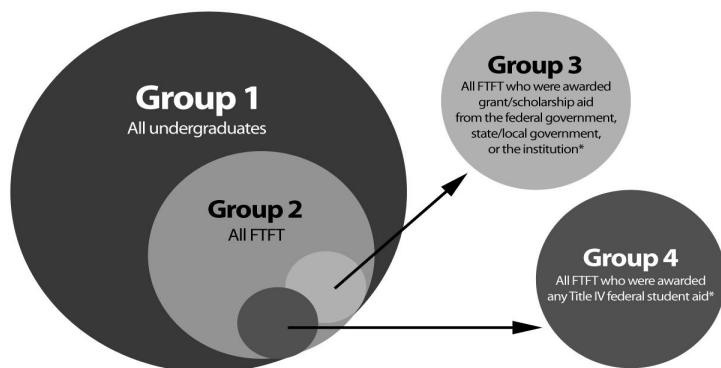 Group 1
All undergraduates
Group 2
All FTFT
Group 3
All FTFT who were awarded
grant/scholarship aid
from the federal government,
state/local government,
or the institution*
Group 4
All FTFT who were awarded
any Title IV federal student aid*